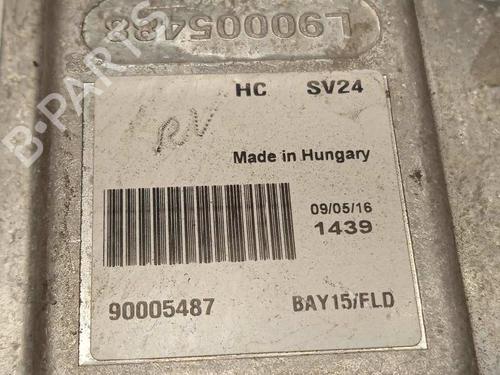 L90005488
HC SV24
RV
Made in Hungary
09/05/16
1439
90005487 BAY15/FLD
B-PARTS